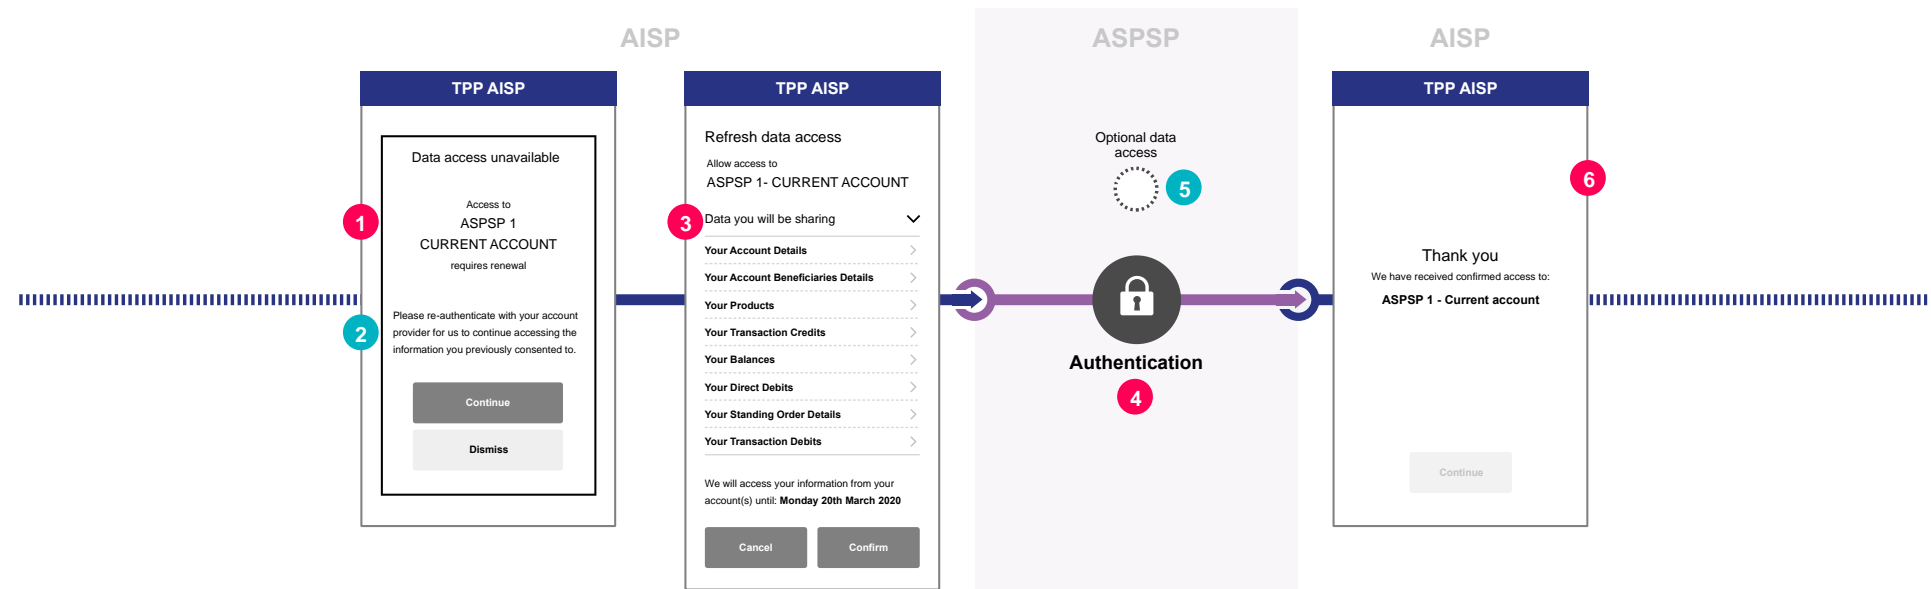 AISP
ASPSP
AISP
TPP AISP
Data access unavailable
Access to
ASPSP 1
CURRENT ACCOUNT
requires renewal
Please re-authenticate with your account
provider for us to continue accessing the
information you previously consented to.
Continue
Dismiss
1
2
TPP AISP
Refresh data access
Allow access to
ASPSP 1- CURRENT ACCOUNT
3
Data you will be sharing
Your Account Details
Your Account Beneficiaries Details
Your Products
Your Transaction Credits
Your Balances
Your Direct Debits
Your Standing Order Details
Your Transaction Debits
We will access your information from your
account(s) until: Monday 20th March 2020
Cancel
Confirm
Optional data
access
5
Authentication
4
TPP AISP
6
Thank you
We have received confirmed access to:
ASPSP 1 - Current account
Continue